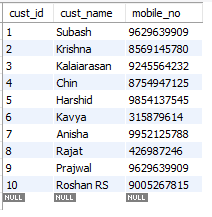 cust_id cust_name mobile_no
1 Subash 9629639909
2 Krishna 8569145780
3 Kalaiarasan 9245564232
4 Chin 8754947125
5 Harshid 9854137545
6 Kavya 315879614
7 Anisha 9952125788
8 Rajat 426987246
9 Prajwal 9629639909
10 Roshan RS 9005267815
NULL NULL NULL